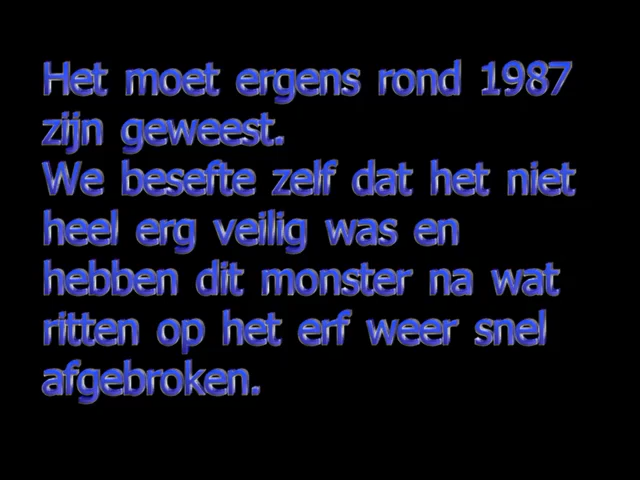 Het moet ergens rond 1987
zijn geweest.
We besefte zelf dat het niet
heel erg veilig was en
hebben dit monster na wat
ritten op het erf weer snel
afgebroken.